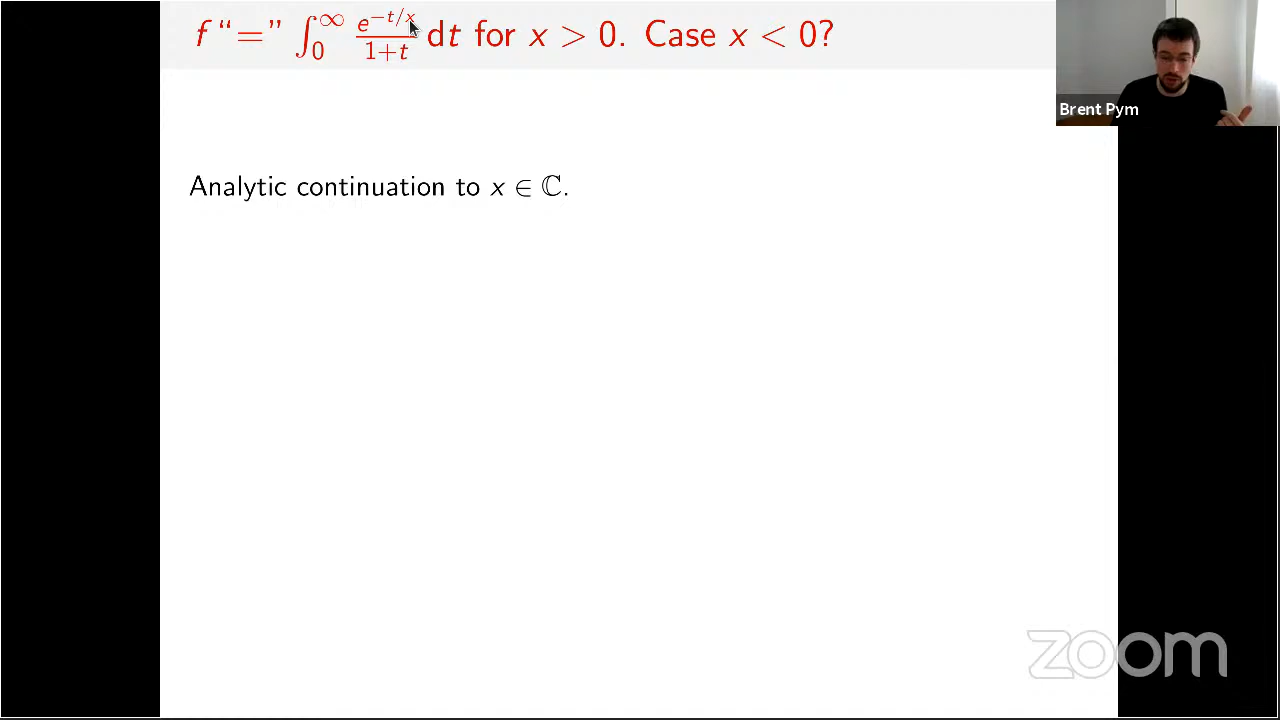 f “=” ∫₀^∞ e^{−t/x}/(1+t) dt for x > 0. Case x < 0?
Brent Pym
Analytic continuation to x ∈ ℂ.
zoom